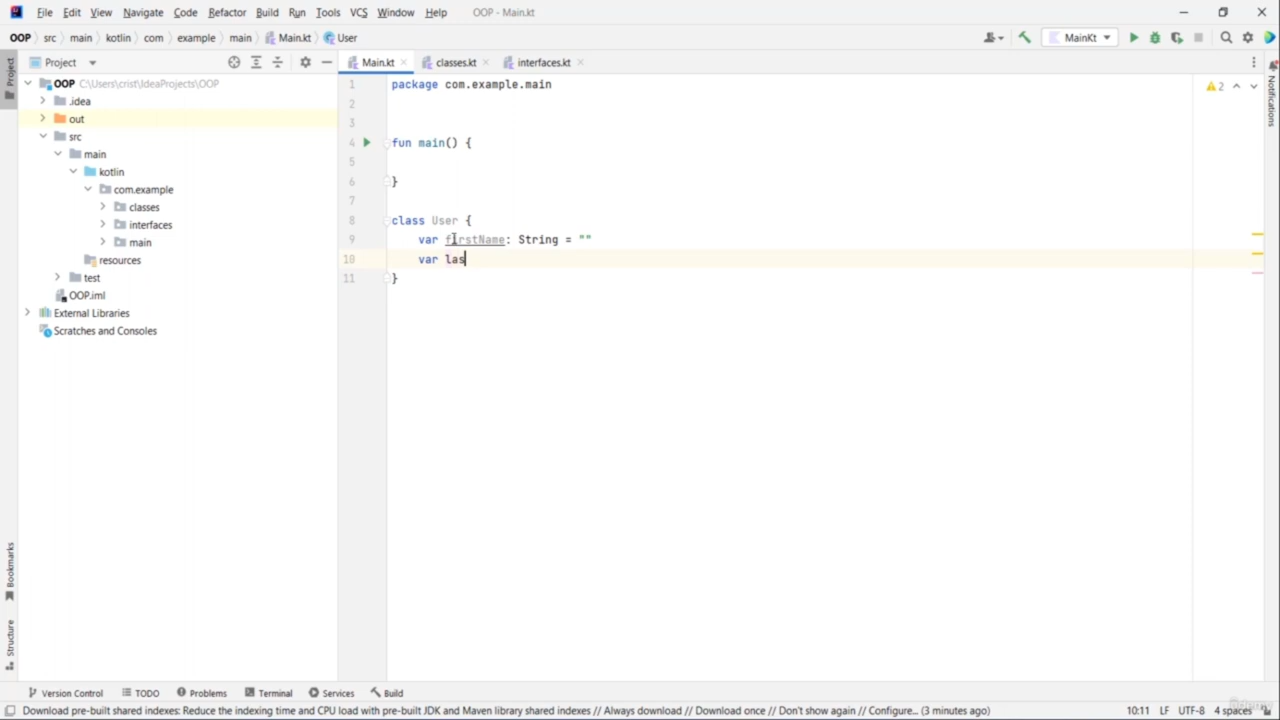 File Edit View Navigate Code Refactor Build Run Tools VCS Window Help OOP - Main.kt
OOP src main kotlin com example main Main.kt User MainKt
Project Main.kt classes.kt interfaces.kt
Project
Notifications
OOP C:\Users\crist\IdeaProjects\OOP
.idea
out
src
main
kotlin
com.example
classes
interfaces
main
resources
test
OOP.iml
External Libraries
Scratches and Consoles
1 package com.example.main
2
2
3
4 fun main() {
5
6 }
7
8 class User {
9 var firstName: String = ""
10 var las
11 }
Bookmarks
Structure
Version Control TODO Problems Terminal Services Build
Download pre-built shared indexes: Reduce the indexing time and CPU load with pre-built JDK and Maven library shared indexes // Always download // Download once // Don't show again // Configure... (3 minutes ago) 10:11 LF UTF-8 4 spaces